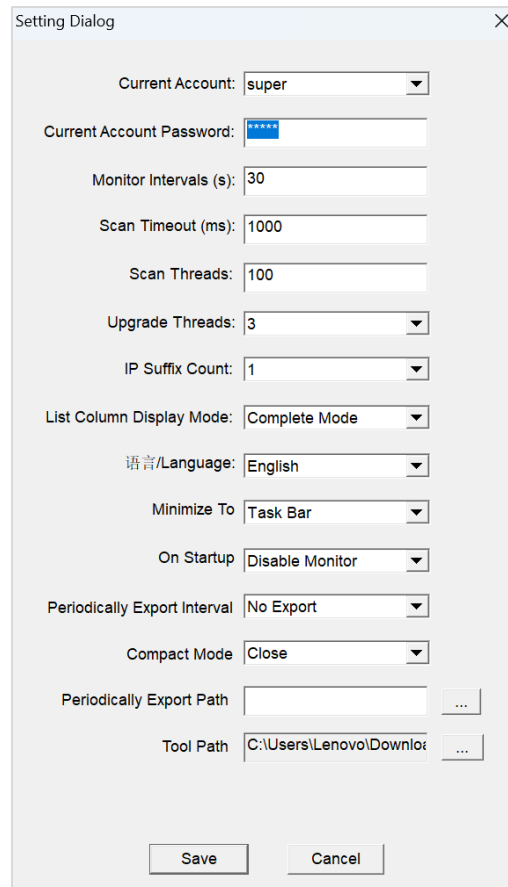 Setting Dialog
Current Account: super
Current Account Password: *****
Monitor Intervals (s): 30
Scan Timeout (ms): 1000
Scan Threads: 100
Upgrade Threads: 3
IP Suffix Count: 1
List Column Display Mode: Complete Mode
语言/Language: English
Minimize To Task Bar
On Startup Disable Monitor
Periodically Export Interval No Export
Compact Mode Close
Periodically Export Path ...
Tool Path C:\Users\Lenovo\Downloa ...
Save Cancel